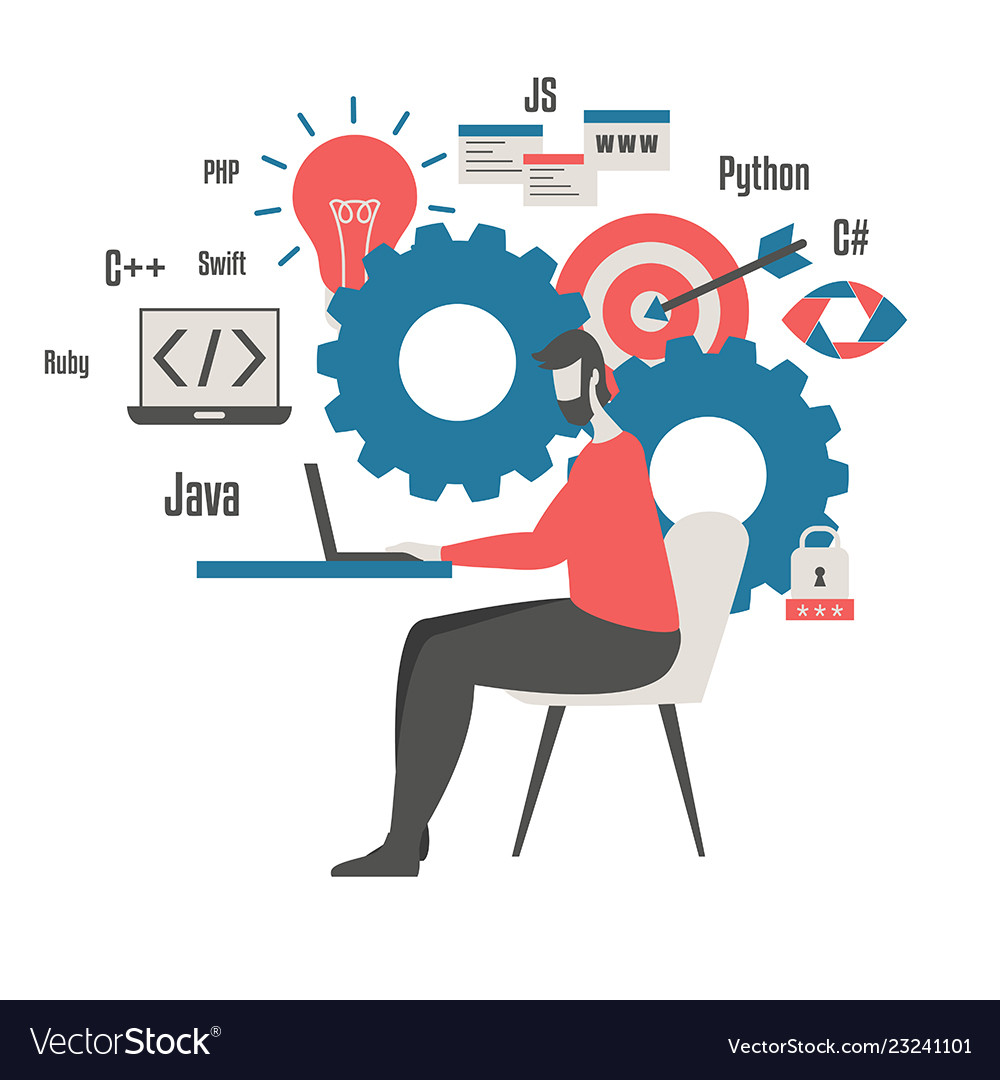 JS
WWW
PHP
Python
C#
C++
Swift
</>
Ruby
Java
***
VectorStock®
VectorStock.com/23241101